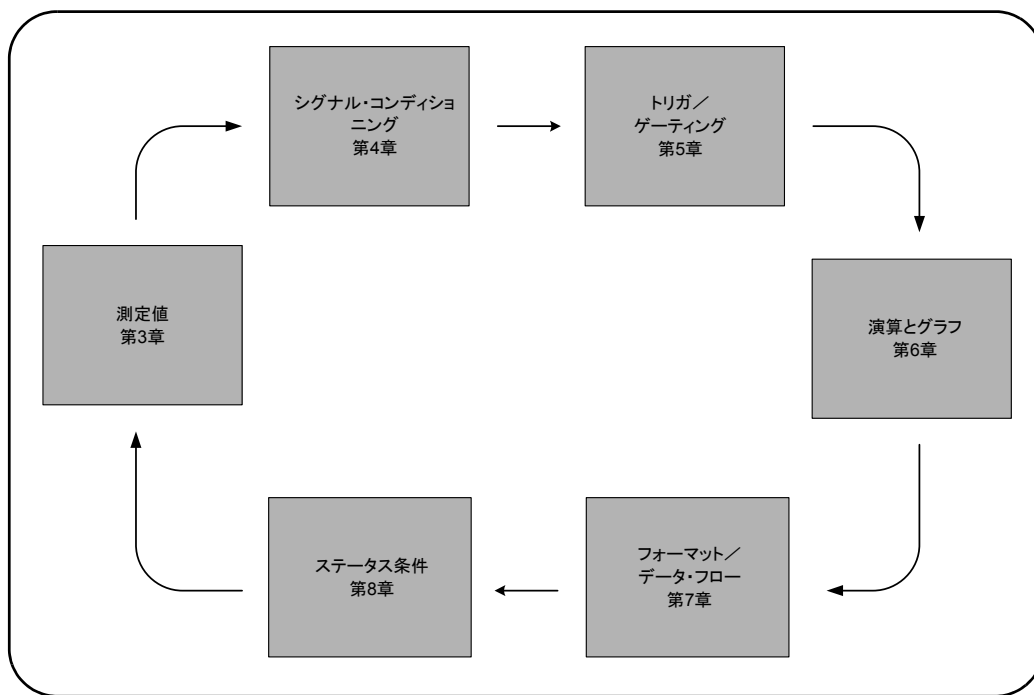 シグナル・コンディショ
ニング
第4章
トリガ／
ゲーティング
第5章
測定値
第3章
演算とグラフ
第6章
ステータス条件
第8章
フォーマット／
データ・フロー
第7章